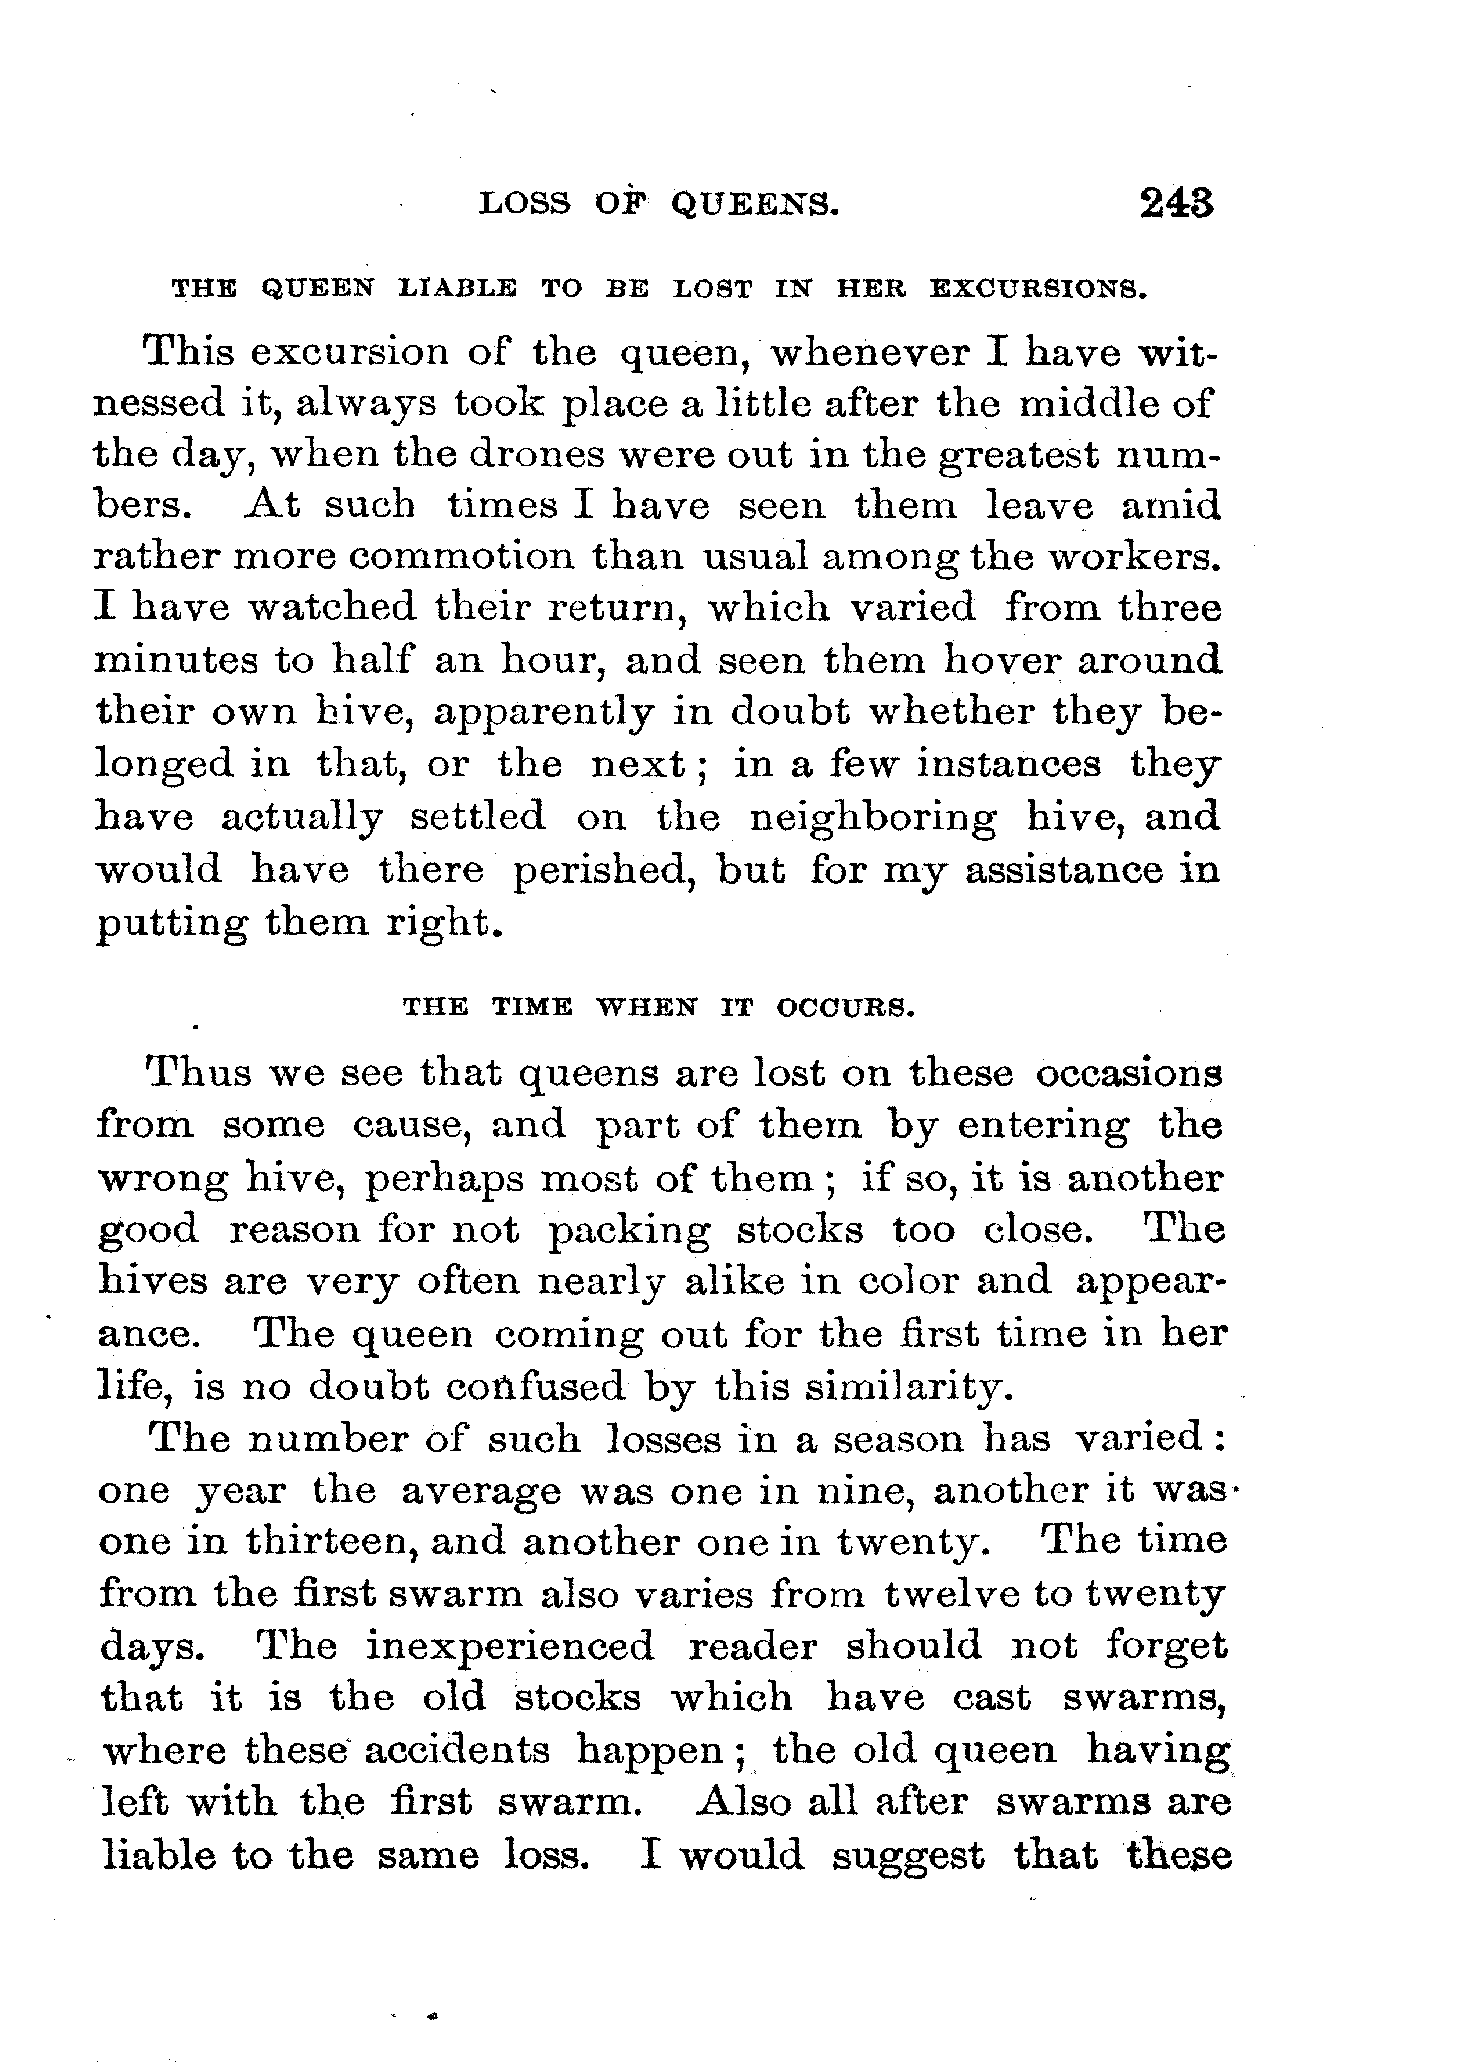 LOSS OF QUEENS. 243
THE QUEEN LIABLE TO BE LOST IN HER EXCURSIONS.
This excursion of the queen, whenever I have wit-
nessed it, always took place a little after the middle of
the day, when the drones were out in the greatest num-
bers. At such times I have seen them leave amid
rather more commotion than usual among the workers.
I have watched their return, which varied from three
minutes to half an hour, and seen them hover around
their own hive, apparently in doubt whether they be-
longed in that, or the next ; in a few instances they
have actually settled on the neighboring hive, and
would have there perished, but for my assistance in
putting them right.
THE TIME WHEN IT OCCURS.
Thus we see that queens are lost on these occasions
from some cause, and part of them by entering the
wrong hive, perhaps most of them ; if so, it is another
good reason for not packing stocks too close. The
hives are very often nearly alike in color and appear-
ance. The queen coming out for the first time in her
life, is no doubt confused by this similarity.
The number of such losses in a season has varied :
one year the average was one in nine, another it was
one in thirteen, and another one in twenty. The time
from the first swarm also varies from twelve to twenty
days. The inexperienced reader should not forget
that it is the old stocks which have cast swarms,
where these accidents happen ; the old queen having
left with the first swarm. Also all after swarms are
liable to the same loss. I would suggest that these